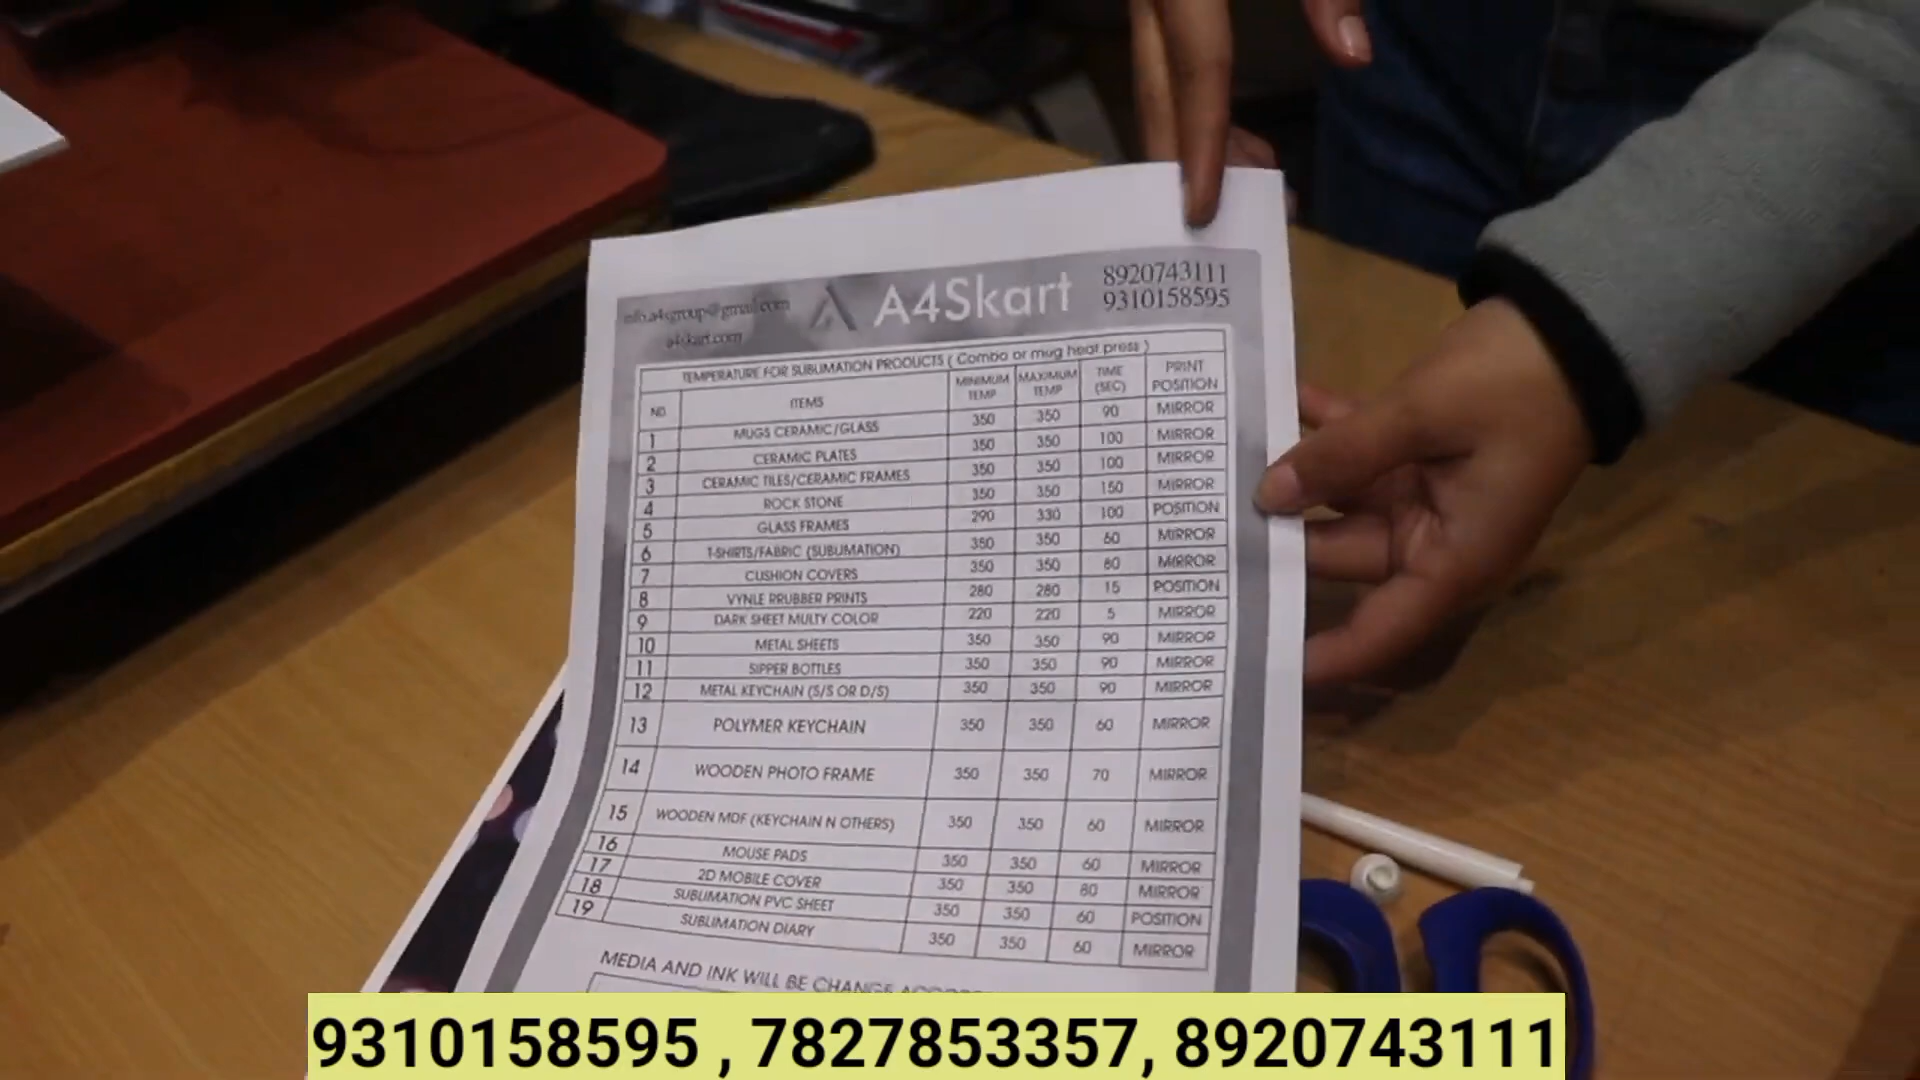 info.a4sgroup@gmail.com
a4skart.com
A4Skart
8920743111
9310158595
TEMPERATURE FOR SUBLIMATION PRODUCTS ( Combo or mug heat press )
NO. ITEMS MINIMUM TEMP MAXIMUM TEMP TIME (SEC) PRINT POSITION
1 MUGS CERAMIC/GLASS 350 350 90 MIRROR
2 CERAMIC PLATES 350 350 100 MIRROR
3 CERAMIC TILES/CERAMIC FRAMES 350 350 100 MIRROR
4 ROCK STONE 350 350 150 MIRROR
5 GLASS FRAMES 290 330 100 POSITION
6 T-SHIRTS/FABRIC (SUBLIMATION) 350 350 60 MIRROR
7 CUSHION COVERS 350 350 80 MIRROR
8 VYNLE RRUBBER PRINTS 280 280 15 POSITION
9 DARK SHEET MULTY COLOR 220 220 5 MIRROR
10 METAL SHEETS 350 350 90 MIRROR
11 SIPPER BOTTLES 350 350 90 MIRROR
12 METAL KEYCHAIN (S/S OR D/S) 350 350 90 MIRROR
13 POLYMER KEYCHAIN 350 350 60 MIRROR
14 WOODEN PHOTO FRAME 350 350 70 MIRROR
15 WOODEN MDF (KEYCHAIN N OTHERS) 350 350 60 MIRROR
16 MOUSE PADS 350 350 60 MIRROR
17 2D MOBILE COVER 350 350 80 MIRROR
18 SUBLIMATION PVC SHEET 350 350 60 POSITION
19 SUBLIMATION DIARY 350 350 60 MIRROR
MEDIA AND INK WILL BE CHANGE
9310158595 , 7827853357, 8920743111